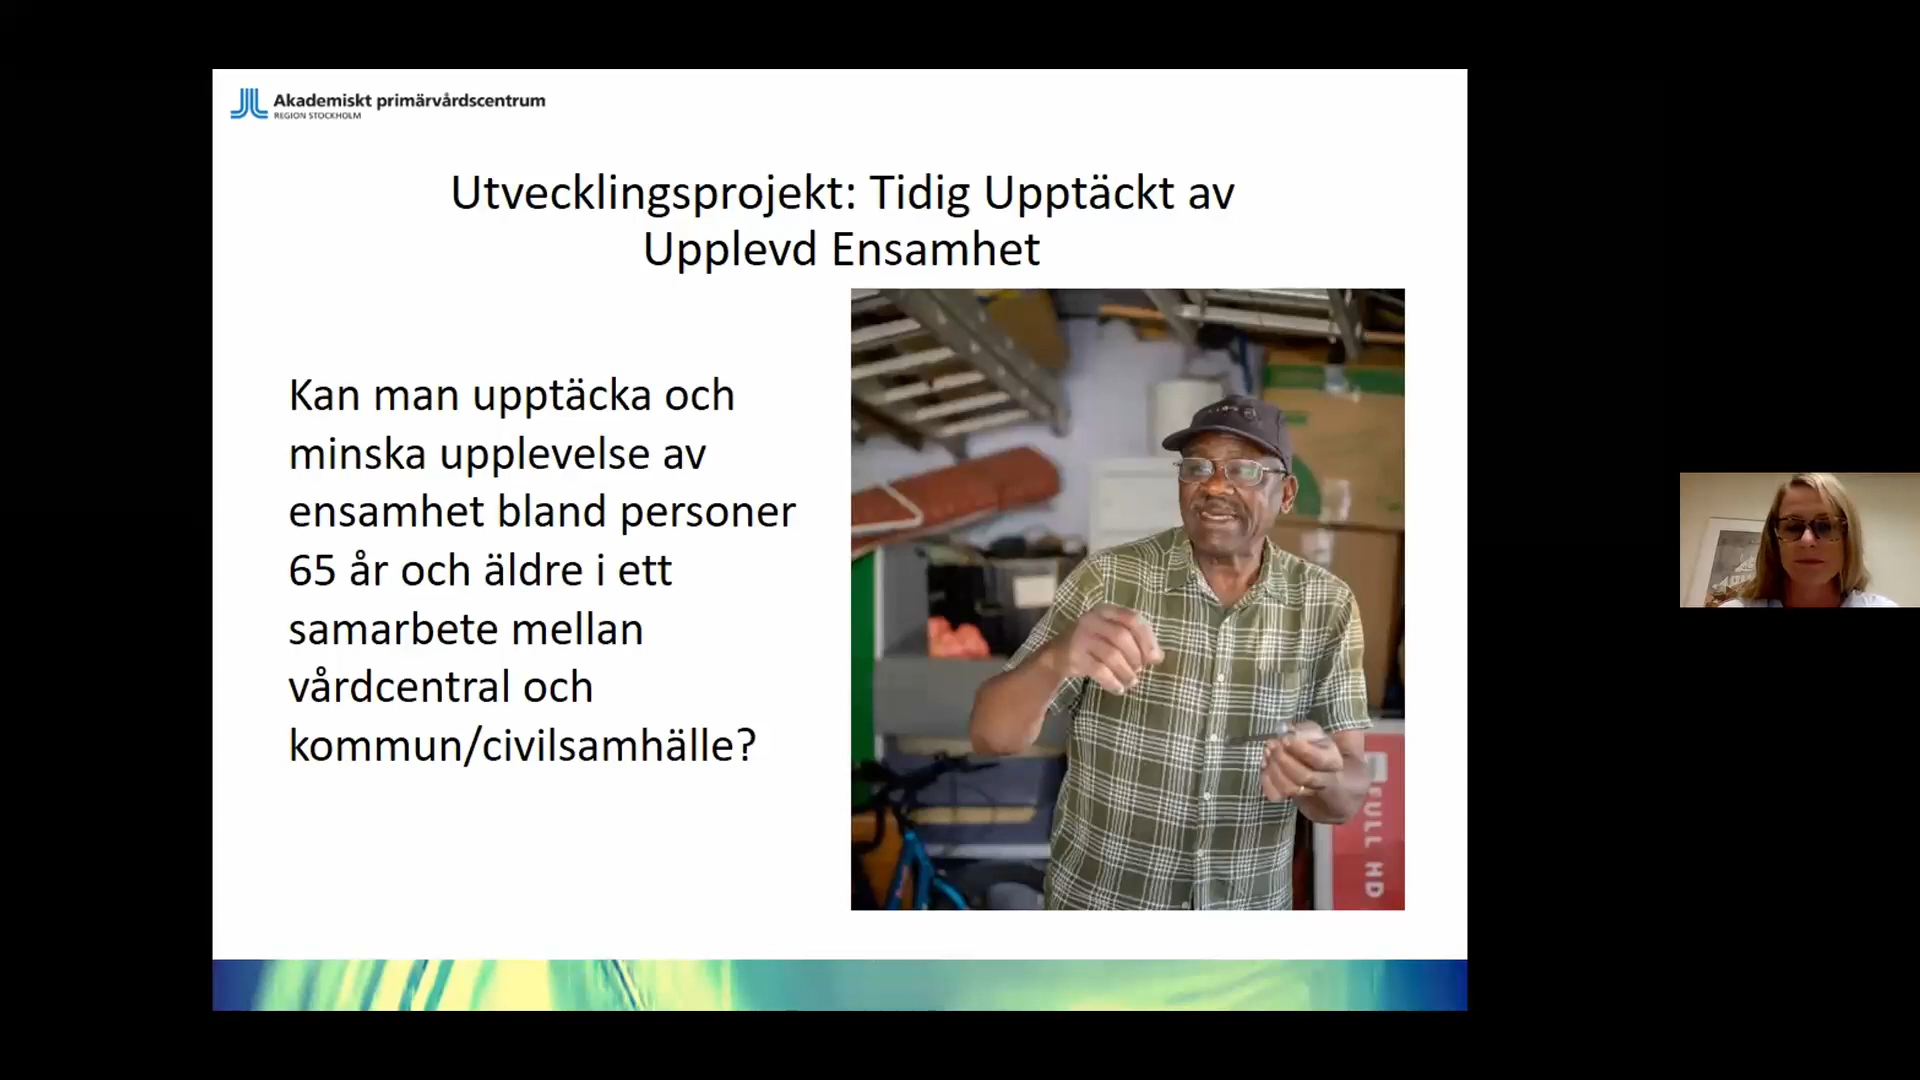 Akademiskt primärvårdscentrum
REGION STOCKHOLM
Utvecklingsprojekt: Tidig Upptäckt av
Upplevd Ensamhet
Kan man upptäcka och
minska upplevelse av
ensamhet bland personer
65 år och äldre i ett
samarbete mellan
vårdcentral och
kommun/civilsamhälle?
FULL HD